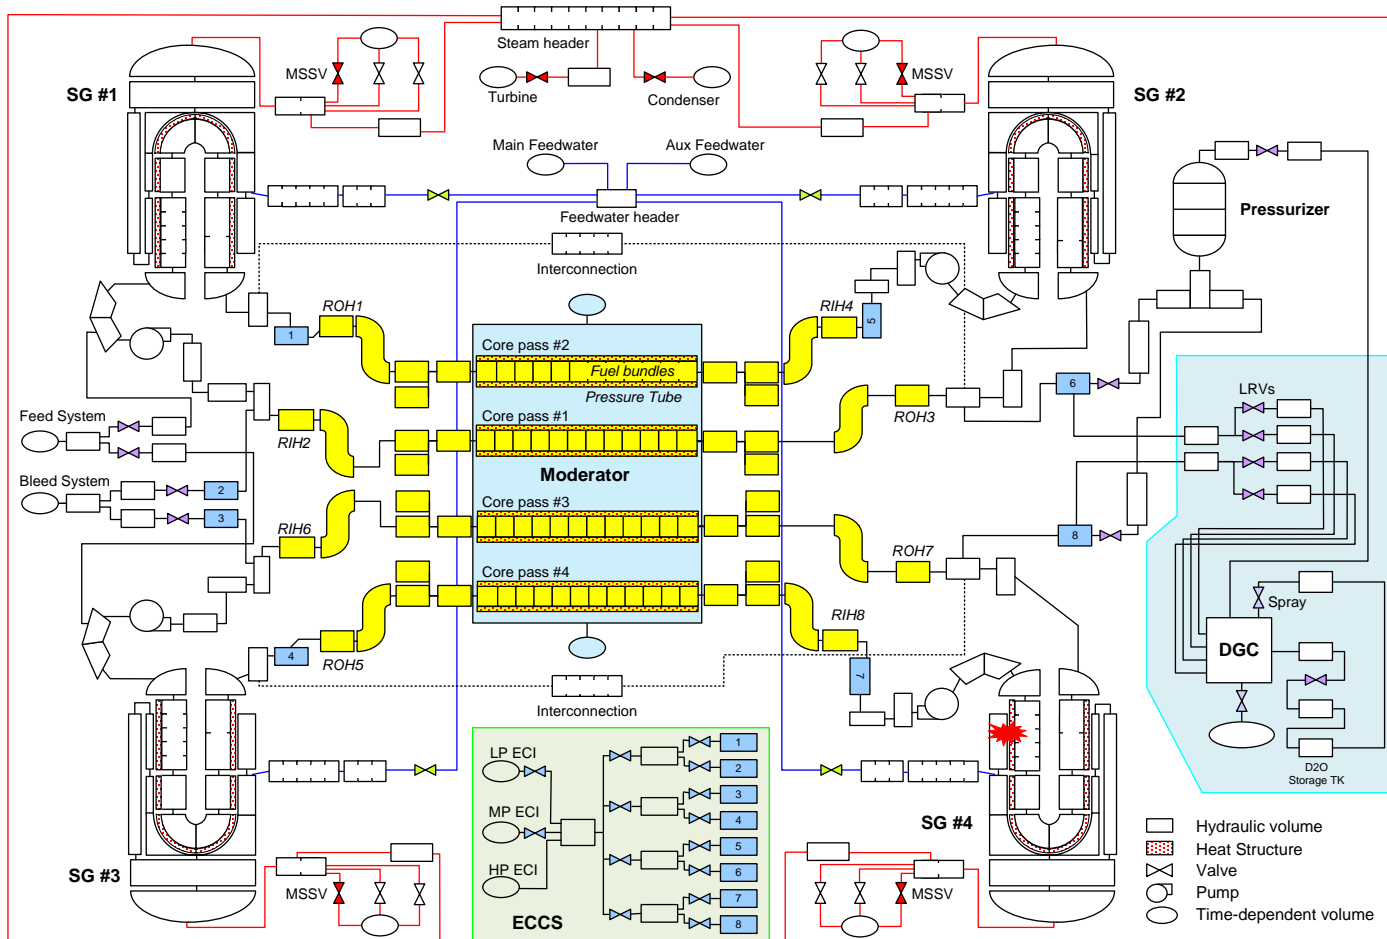 Steam header
MSSV
MSSV
Turbine
Condenser
SG #1
SG #2
Main Feedwater
Aux Feedwater
Feedwater header
Pressurizer
Interconnection
ROH1
RIH4
1
5
Core pass #2
Fuel bundles
Pressure Tube
6
LRVs
ROH3
Feed System
RIH2
Core pass #1
Moderator
Bleed System
2
3
Core pass #3
RIH6
8
ROH7
Core pass #4
Spray
RIH8
DGC
4
ROH5
7
Interconnection
D2O
Storage TK
LP ECI
MP ECI
HP ECI
ECCS
1
2
3
4
5
6
7
8
SG #3
SG #4
MSSV
MSSV
Hydraulic volume
Heat Structure
Valve
Pump
Time-dependent volume